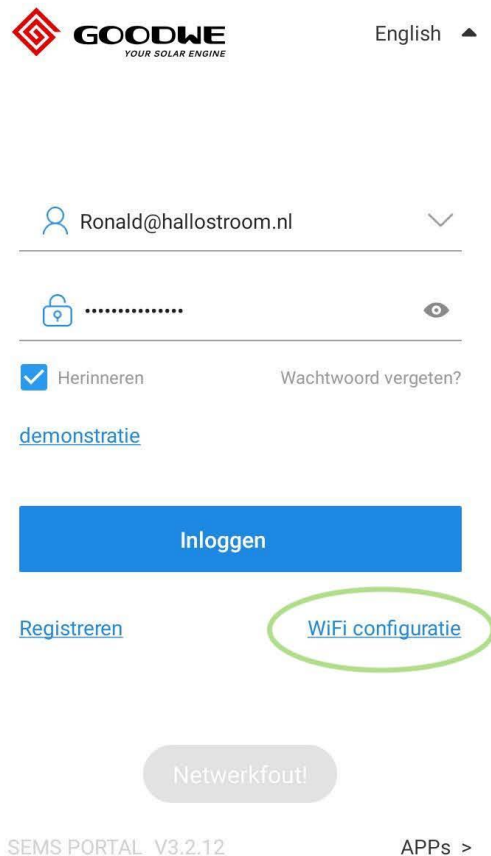 GOODWE
YOUR SOLAR ENGINE
English
Ronald@hallostroom.nl
•••••••••••••••
Herinneren
Wachtwoord vergeten?
demonstratie
Inloggen
Registreren
WiFi configuratie
Netwerkfout!
SEMS PORTAL V3.2.12
APPs >